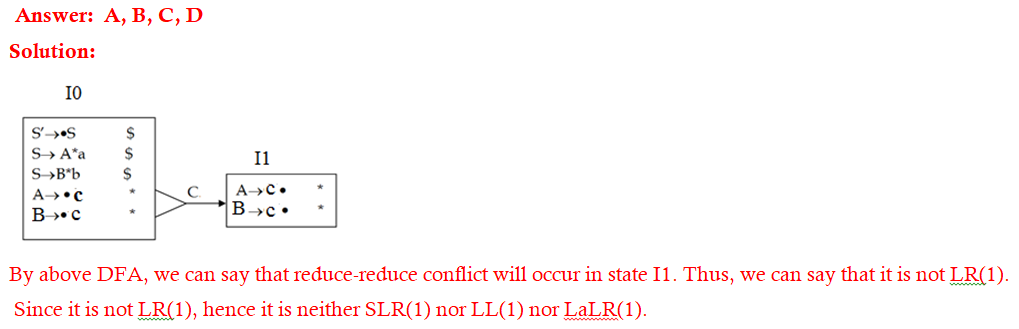 Answer: A, B, C, D
Solution:
I0
S'→•S $
S→ A*a $
S→B*b $
A→•c *
B→•c *
C
I1
A→c• *
B→c• *
By above DFA, we can say that reduce-reduce conflict will occur in state I1. Thus, we can say that it is not LR(1).
Since it is not LR(1), hence it is neither SLR(1) nor LL(1) nor LaLR(1).